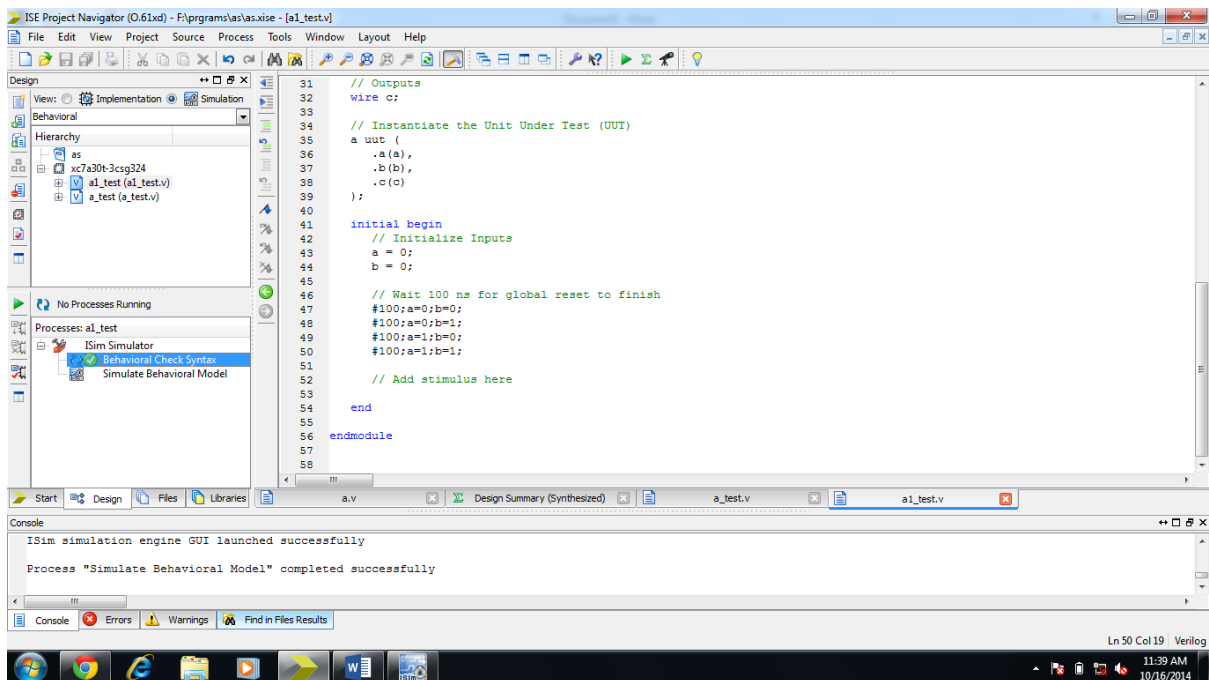 ISE Project Navigator (O.61xd) - F:\prgrams\as\as.xise - [a1_test.v]
File Edit View Project Source Process Tools Window Layout Help
Design
View: Implementation Simulation
Behavioral
Hierarchy
as
xc7a30t-3csg324
a1_test (a1_test.v)
a_test (a_test.v)
No Processes Running
Processes: a1_test
ISim Simulator
Behavioral Check Syntax
Simulate Behavioral Model
31 // Outputs
32 wire c;
33
34 // Instantiate the Unit Under Test (UUT)
35 a uut (
36 .a(a),
37 .b(b),
38 .c(c)
39 );
40
41 initial begin
42 // Initialize Inputs
43 a = 0;
44 b = 0;
45
46 // Wait 100 ns for global reset to finish
47 #100;a=0;b=0;
48 #100;a=0;b=1;
49 #100;a=1;b=0;
50 #100;a=1;b=1;
51
52 // Add stimulus here
53
54 end
55
56 endmodule
57
58
Start Design Files Libraries
a.v Design Summary (Synthesized) a_test.v a1_test.v
Console
ISim simulation engine GUI launched successfully
Process "Simulate Behavioral Model" completed successfully
Console Errors Warnings Find in Files Results
Ln 50 Col 19 Verilog
11:39 AM
10/16/2014